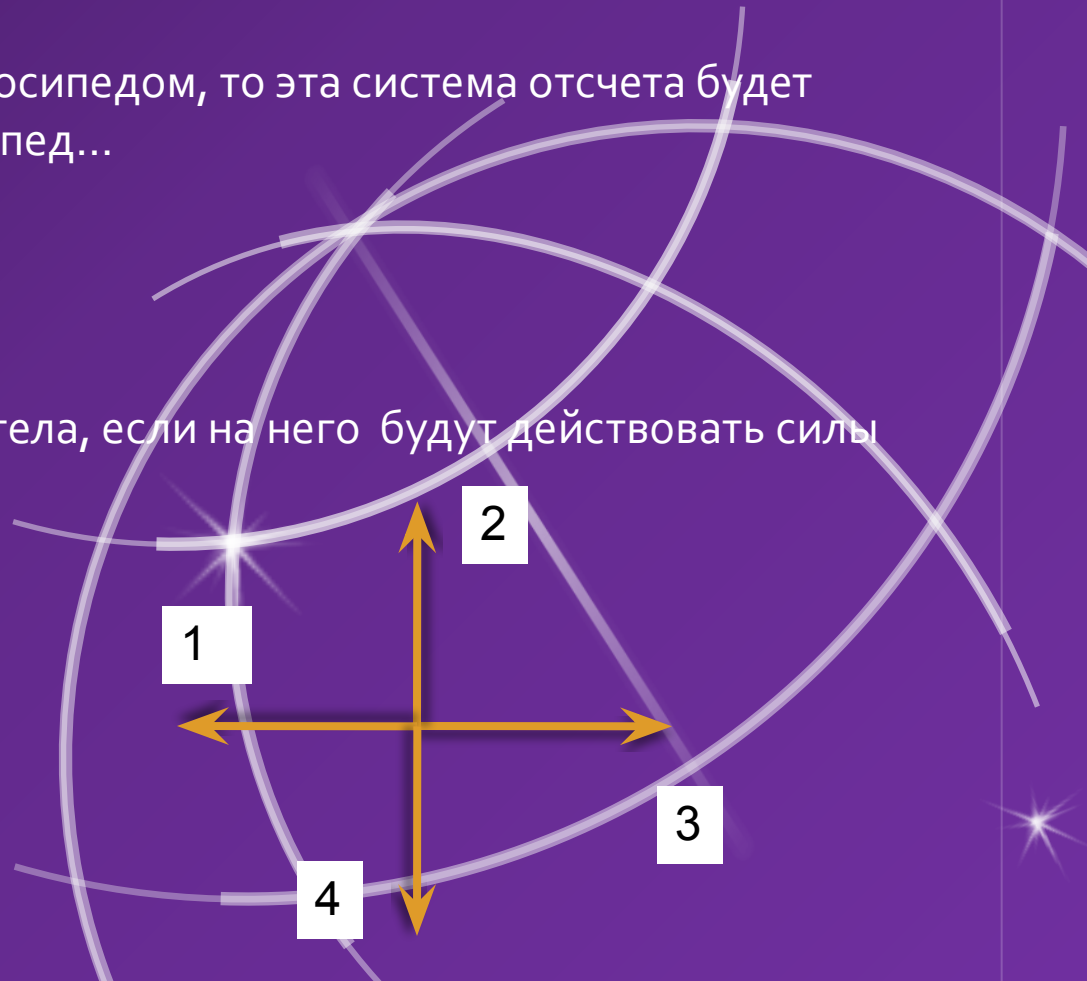 осипедом, то эта система отсчета будет
пед...
тела, если на него будут действовать силы
2
1
3
4